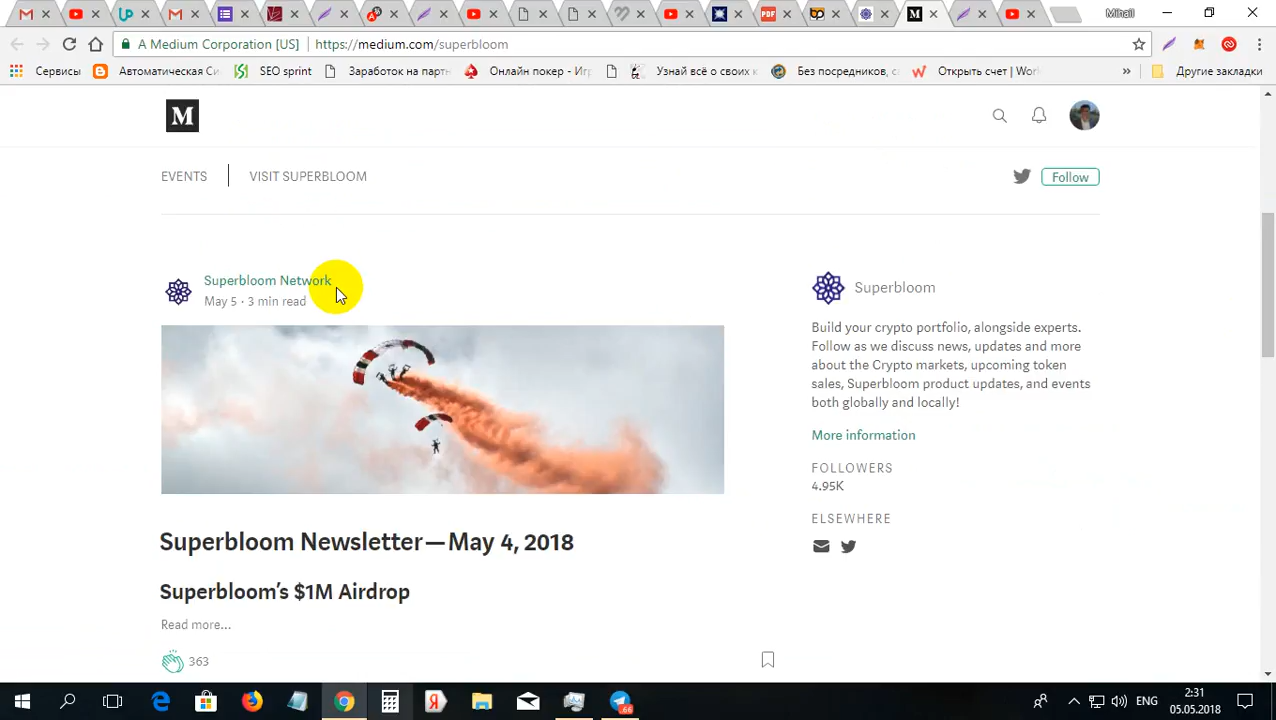 Mihail
A Medium Corporation [US] https://medium.com/superbloom
Сервисы Автоматическая Си SEO sprint Заработок на партн Онлайн покер - Иг Узнай всё о своих к Без посредников, с Открыть счет | Worl » Другие закладки
M
EVENTS VISIT SUPERBLOOM Follow
Superbloom Network
May 5 · 3 min read
Superbloom Newsletter — May 4, 2018
Superbloom’s $1M Airdrop
Read more...
363
Superbloom
Build your crypto portfolio, alongside experts.
Follow as we discuss news, updates and more
about the Crypto markets, upcoming token
sales, Superbloom product updates, and events
both globally and locally!
More information
FOLLOWERS
4.95K
ELSEWHERE
66
ENG
2:31
05.05.2018